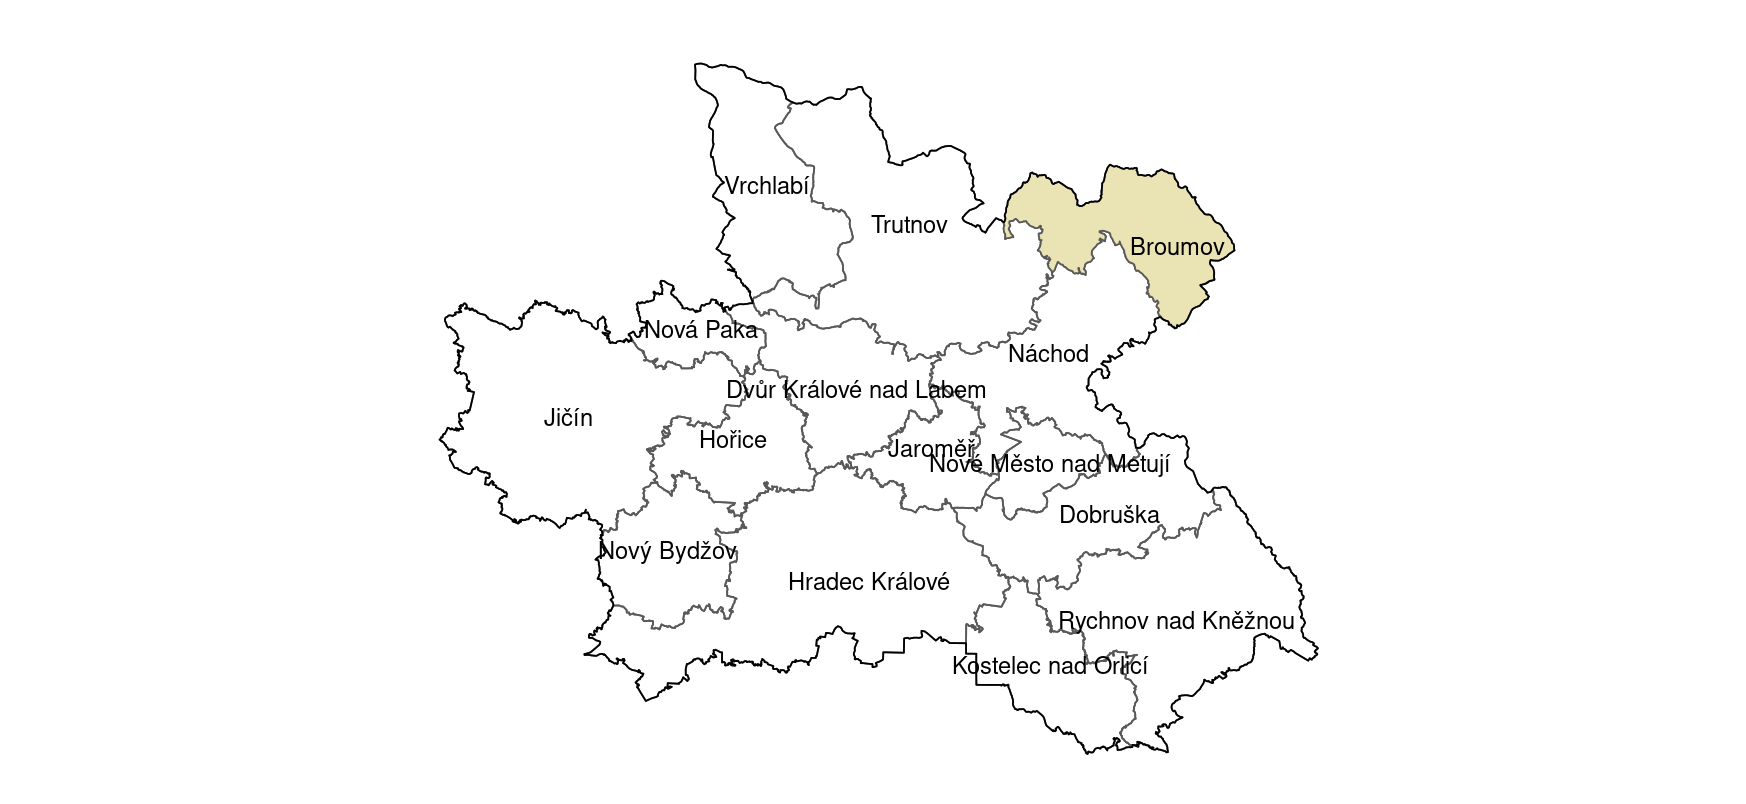 Vrchlabí
Trutnov
Broumov
Nová Paka
Náchod
Dvůr Králové nad Labem
Jičín
Hořice
Jaroměř
Nové Město nad Metují
Dobruška
Nový Bydžov
Hradec Králové
Rychnov nad Kněžnou
Kostelec nad Orlicí